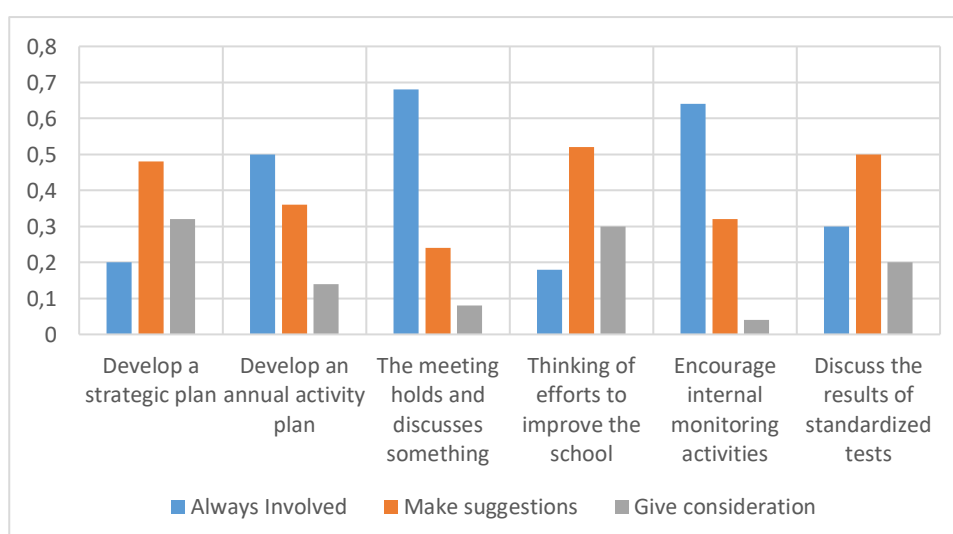 0,8
0,7
0,6
0,5
0,4
0,3
0,2
0,1
0
Develop a
strategic plan
Develop an
annual activity
plan
The meeting
holds and
discusses
something
Thinking of
efforts to
improve the
school
Encourage
internal
monitoring
activities
Discuss the
results of
standardized
tests
Always Involved
Make suggestions
Give consideration